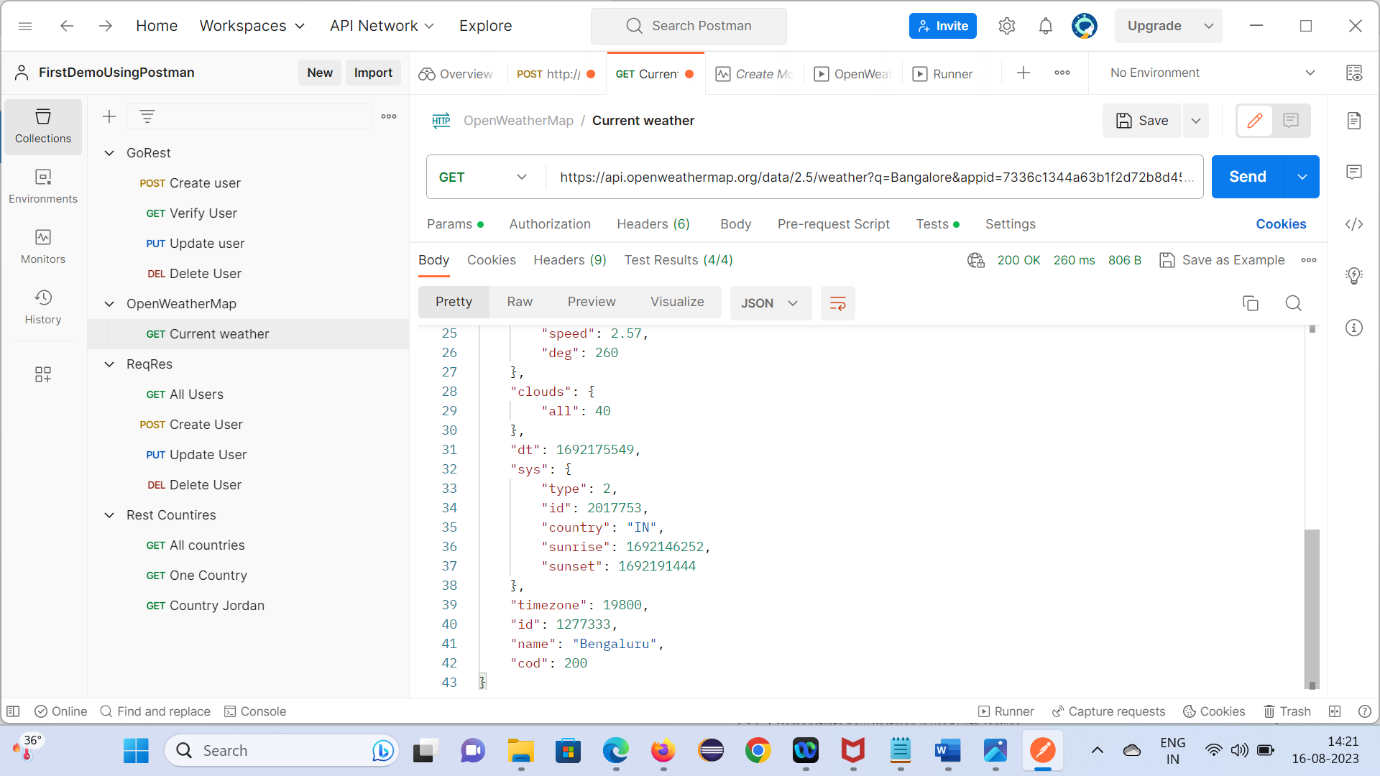 Home Workspaces API Network Explore Search Postman Invite Upgrade
FirstDemoUsingPostman New Import Overview POST http:/ GET Current Create Mo OpenWeat Runner No Environment
OpenWeatherMap / Current weather Save
Collections
GoRest
POST Create user
GET https://api.openweathermap.org/data/2.5/weather?q=Bangalore&appid=7336c1344a63b1f2d72b8d45... Send
Environments
GET Verify User
Params Authorization Headers (6) Body Pre-request Script Tests Settings Cookies
PUT Update user
Monitors
Body Cookies Headers (9) Test Results (4/4) 200 OK 260 ms 806 B Save as Example
DEL Delete User
OpenWeatherMap
Pretty Raw Preview Visualize JSON
History
GET Current weather
ReqRes
GET All Users
POST Create User
PUT Update User
DEL Delete User
Rest Countires
GET All countries
GET One Country
GET Country Jordan
25 "speed": 2.57,
26 "deg": 260
27 },
28 "clouds": {
29 "all": 40
30 },
31 "dt": 1692175549,
32 "sys": {
33 "type": 2,
34 "id": 2017753,
35 "country": "IN",
36 "sunrise": 1692146252,
37 "sunset": 1692191444
38 },
39 "timezone": 19800,
40 "id": 1277333,
41 "name": "Bengaluru",
42 "cod": 200
43 }
Online Find and replace Console Runner Capture requests Cookies Trash
36° Search ENG 14:21
IN 16-08-2023